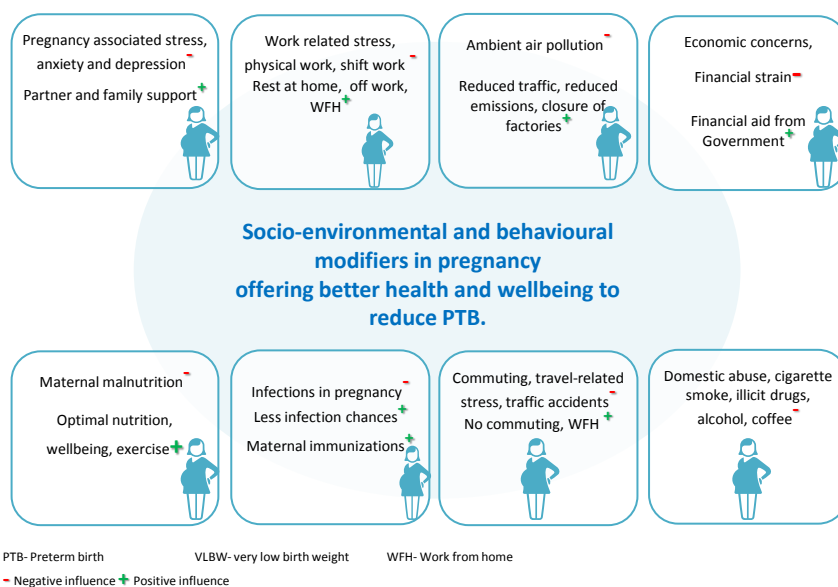 Pregnancy associated stress,
anxiety and depression -
Partner and family support +
Work related stress,
physical work, shift work -
Rest at home, off work,
WFH +
Ambient air pollution -
Reduced traffic, reduced
emissions, closure of
factories +
Economic concerns,
Financial strain -
Financial aid from
Government +
Socio-environmental and behavioural
modifiers in pregnancy
offering better health and wellbeing to
reduce PTB.
Maternal malnutrition -
Optimal nutrition,
wellbeing, exercise +
Infections in pregnancy -
Less infection chances +
Maternal immunizations +
Commuting, travel-related
stress, traffic accidents -
No commuting, WFH +
Domestic abuse, cigarette
smoke, illicit drugs,
alcohol, coffee -
PTB- Preterm birth VLBW- very low birth weight WFH- Work from home
- Negative influence + Positive influence